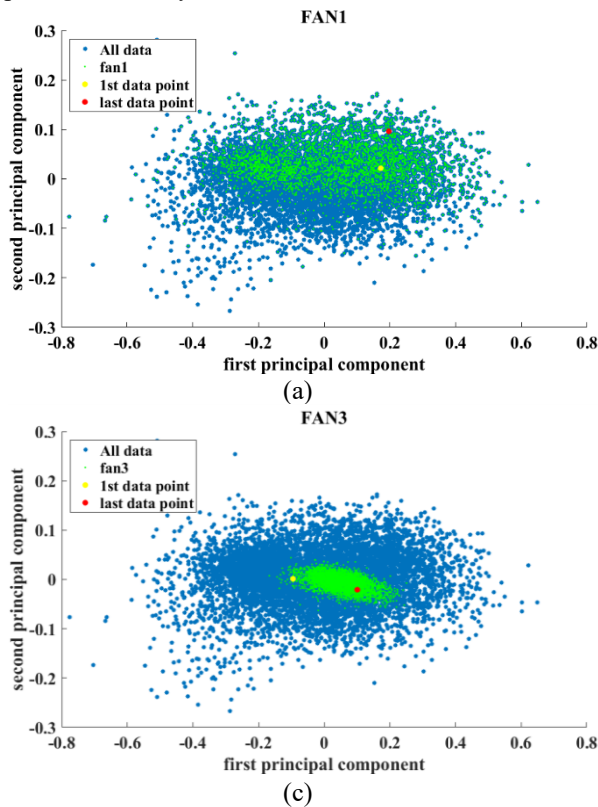 FAN1
0.3
All data
fan1
0.2
1st data point
last data point
0.1
0
-0.1
-0.2
-0.3
second principal component
-0.8 -0.6 -0.4 -0.2 0 0.2 0.4 0.6 0.8
first principal component
(a)
FAN3
0.3
All data
fan3
0.2
1st data point
last data point
0.1
0
-0.1
-0.2
-0.3
second principal component
-0.8 -0.6 -0.4 -0.2 0 0.2 0.4 0.6 0.8
first principal component
(c)